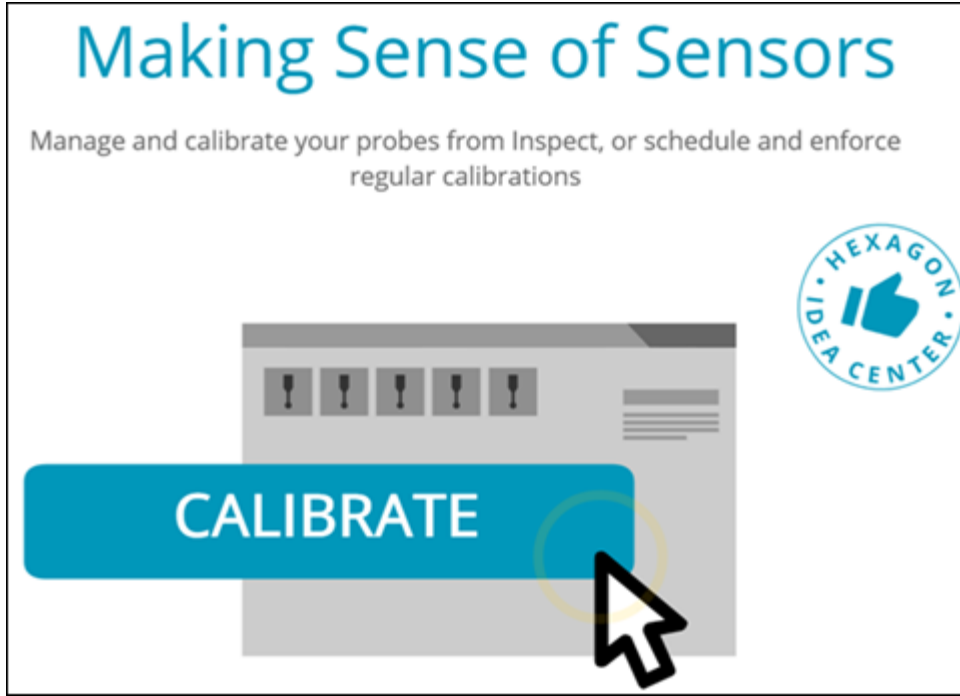 Making Sense of Sensors
Manage and calibrate your probes from Inspect, or schedule and enforce
regular calibrations
HEXAGON
IDEA CENTER
CALIBRATE